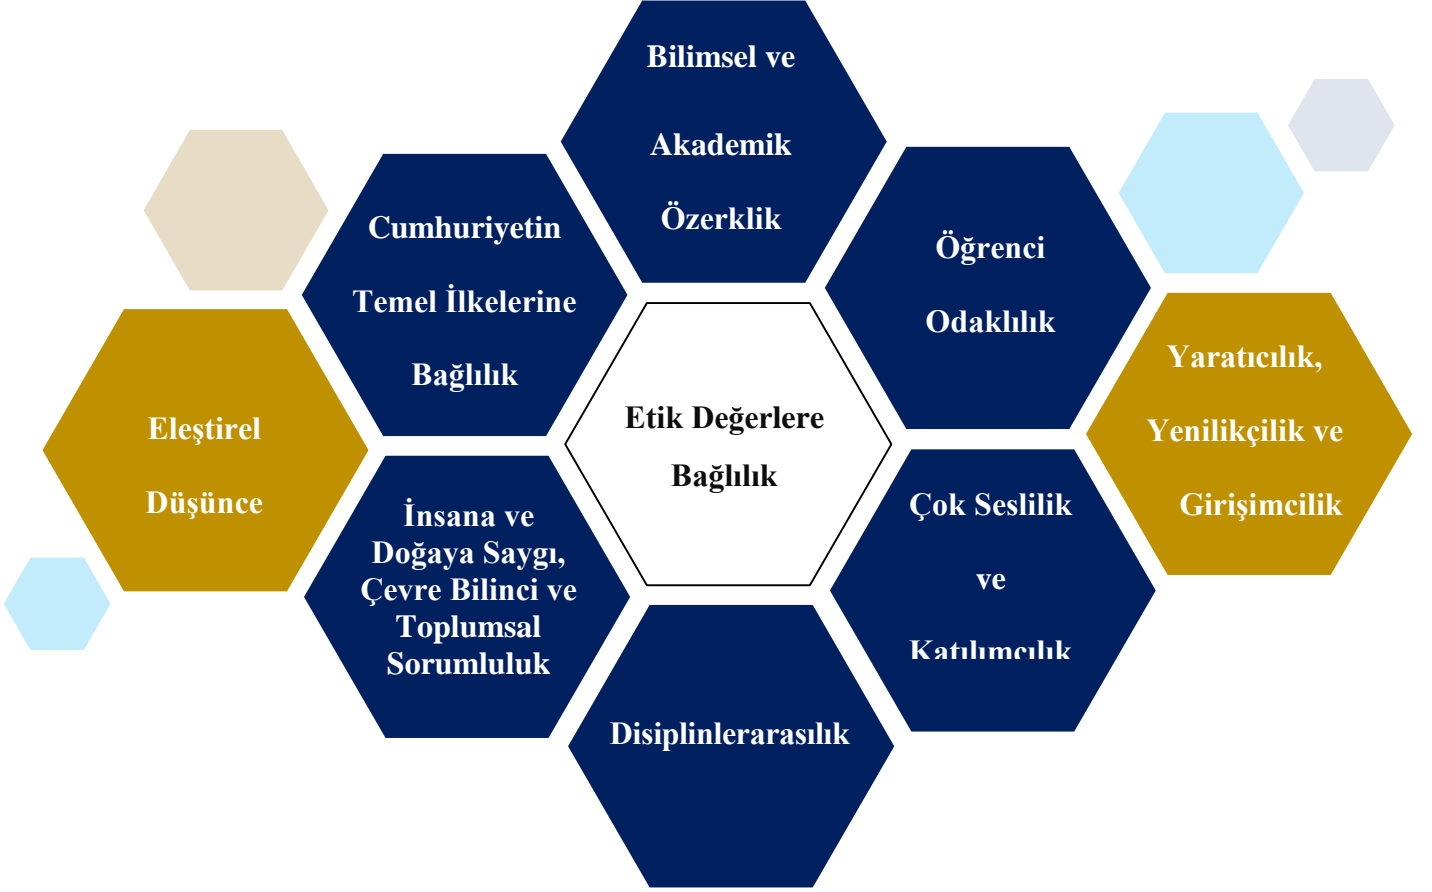 Bilimsel ve
Akademik
Özerklik
Cumhuriyetin
Temel İlkelerine
Bağlılık
Öğrenci
Odaklılık
Eleştirel
Düşünce
Etik Değerlere
Bağlılık
Yaratıcılık,
Yenilikçilik ve
Girişimcilik
İnsana ve
Doğaya Saygı,
Çevre Bilinci ve
Toplumsal
Sorumluluk
Çok Seslilik
ve
Katılımcılık
Disiplinlerarasılık